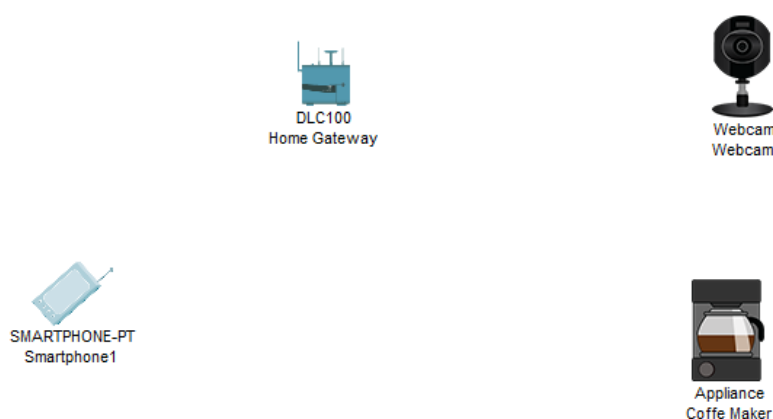 DLC100
Home Gateway
Webcam
Webcam
SMARTPHONE-PT
Smartphone1
Appliance
Coffe Maker